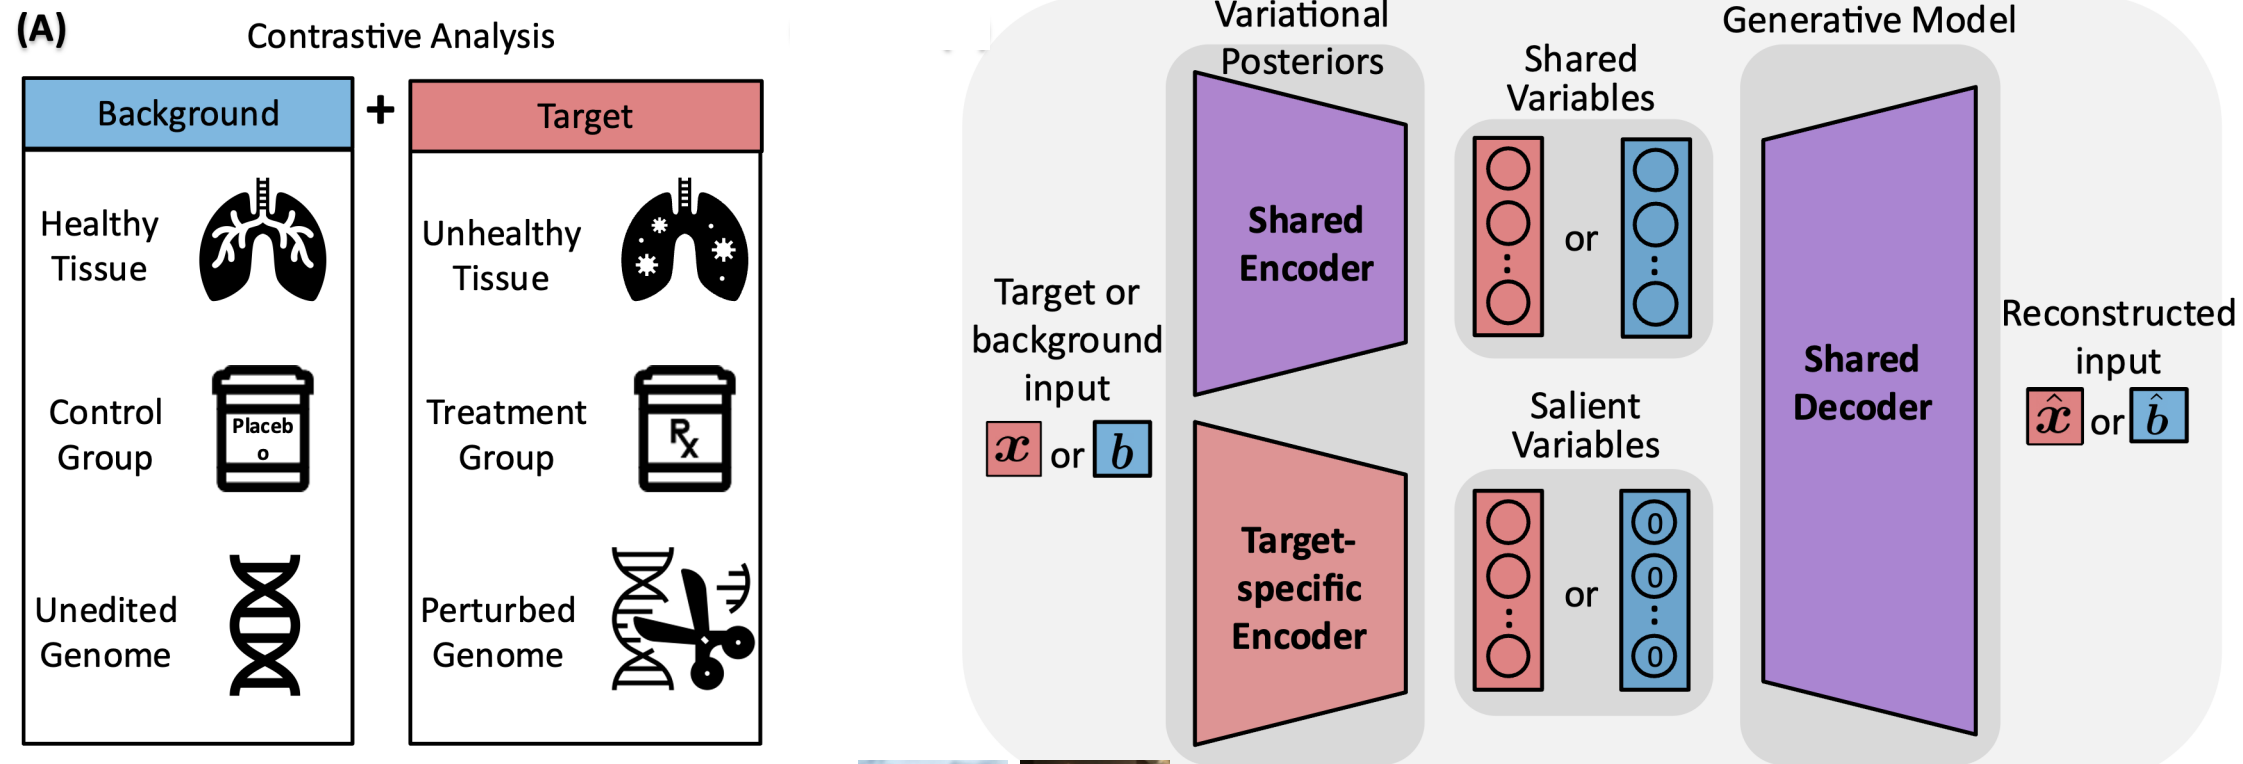 (A)
Contrastive Analysis
Background
+
Target
Healthy
Tissue
Unhealthy
Tissue
Control
Group
Placeb
o
Treatment
Group
Rx
Unedited
Genome
Perturbed
Genome
Variational
Posteriors
Shared
Encoder
Target-
specific
Encoder
Target or
background
input
x or b
Shared
Variables
or
Salient
Variables
or
0
0
0
Generative Model
Shared
Decoder
Reconstructed
input
x̂ or b̂